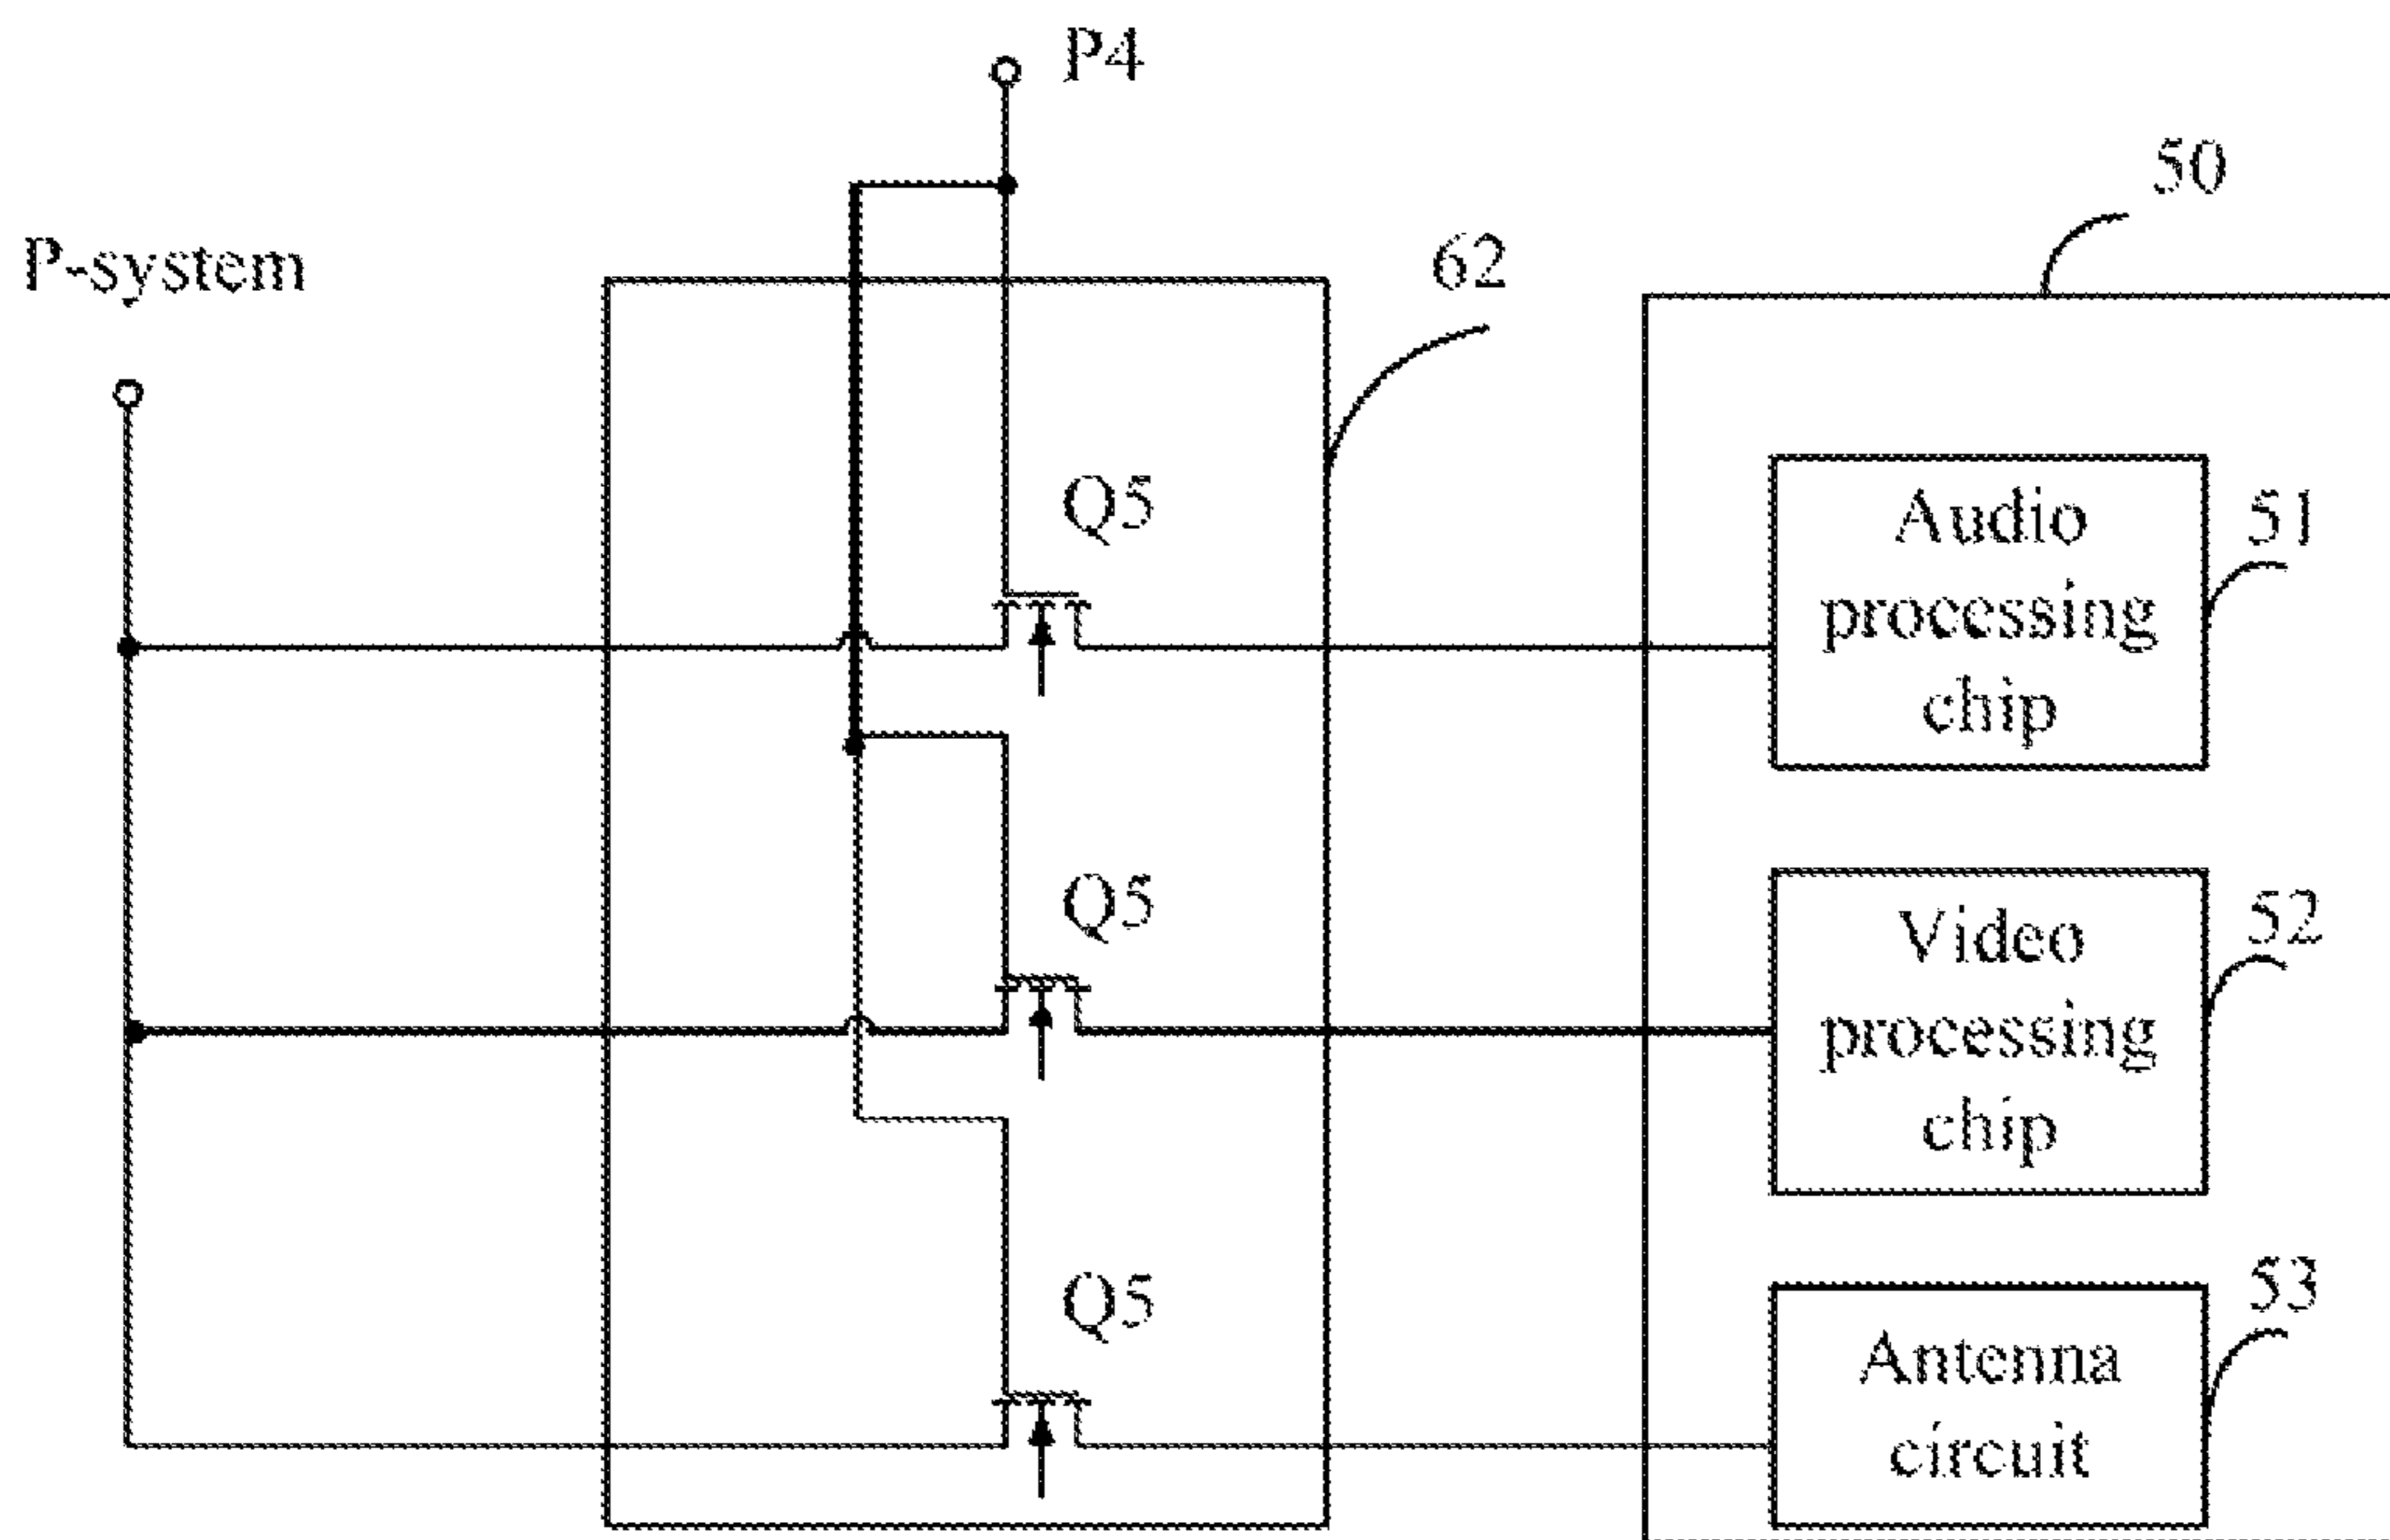 P4
50
P-system
62
Q5
Audio
processing
chip
51
Q5
Video
processing
chip
52
Q5
Antenna
circuit
53